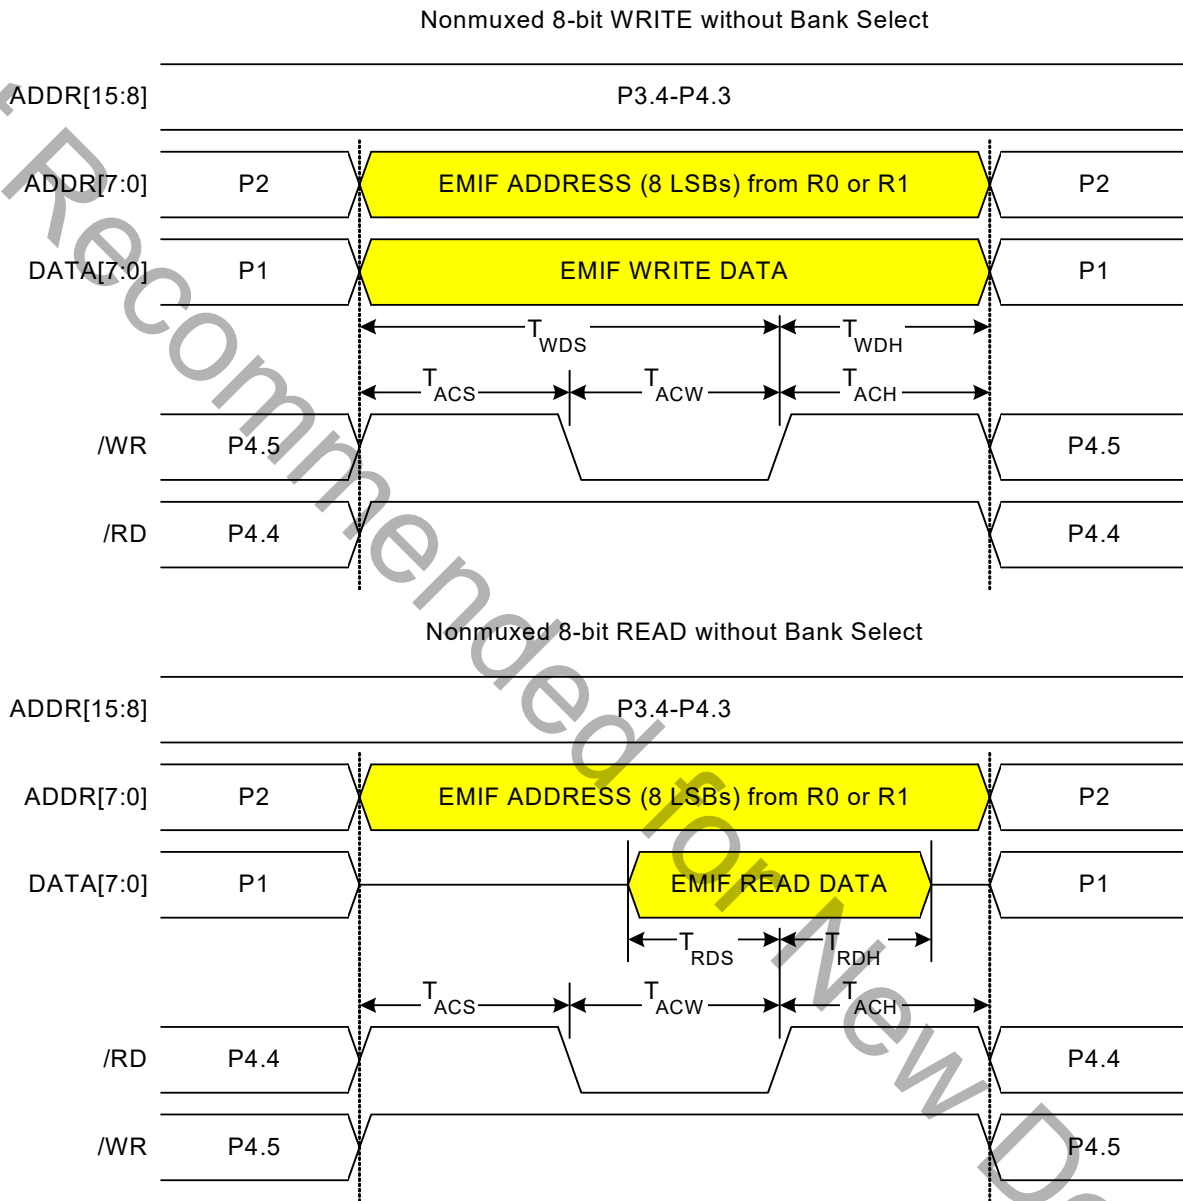 Nonmuxed 8-bit WRITE without Bank Select
ADDR[15:8] P3.4-P4.3
ADDR[7:0] P2 EMIF ADDRESS (8 LSBs) from R0 or R1 P2
DATA[7:0] P1 EMIF WRITE DATA P1
TWDS TWDH
TACS TACW TACH
/WR P4.5 P4.5
/RD P4.4 P4.4
Nonmuxed 8-bit READ without Bank Select
ADDR[15:8] P3.4-P4.3
ADDR[7:0] P2 EMIF ADDRESS (8 LSBs) from R0 or R1 P2
DATA[7:0] P1 EMIF READ DATA P1
TRDS TRDH
TACS TACW TACH
/RD P4.4 P4.4
/WR P4.5 P4.5
Recommended for New